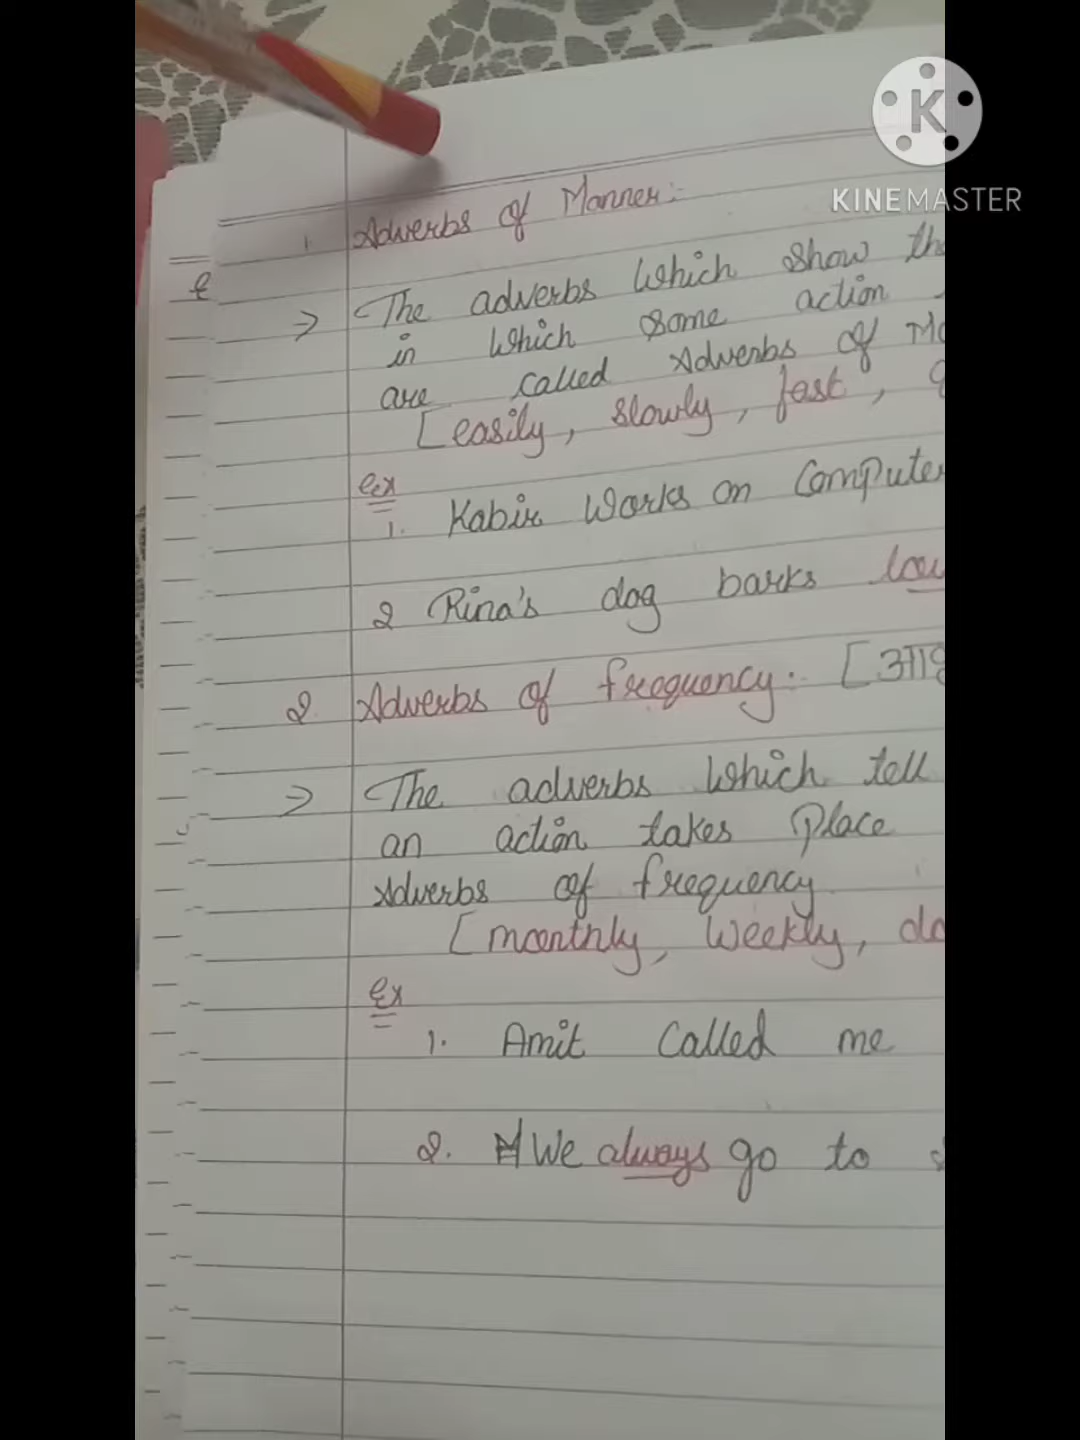 K
KINEMASTER
1. Adverbs of Manner:-
→ The adverbs which show
in which some action
are called Adverbs of
[easily, slowly, fast,
ex
1. Kabir works on Computer
2 Rina's dog barks
2. Adverbs of frequency:- [
→ The adverbs which tell
an action takes place
Adverbs of frequency
[monthly, weekly,
Ex
1. Amit called me
2. We always go to